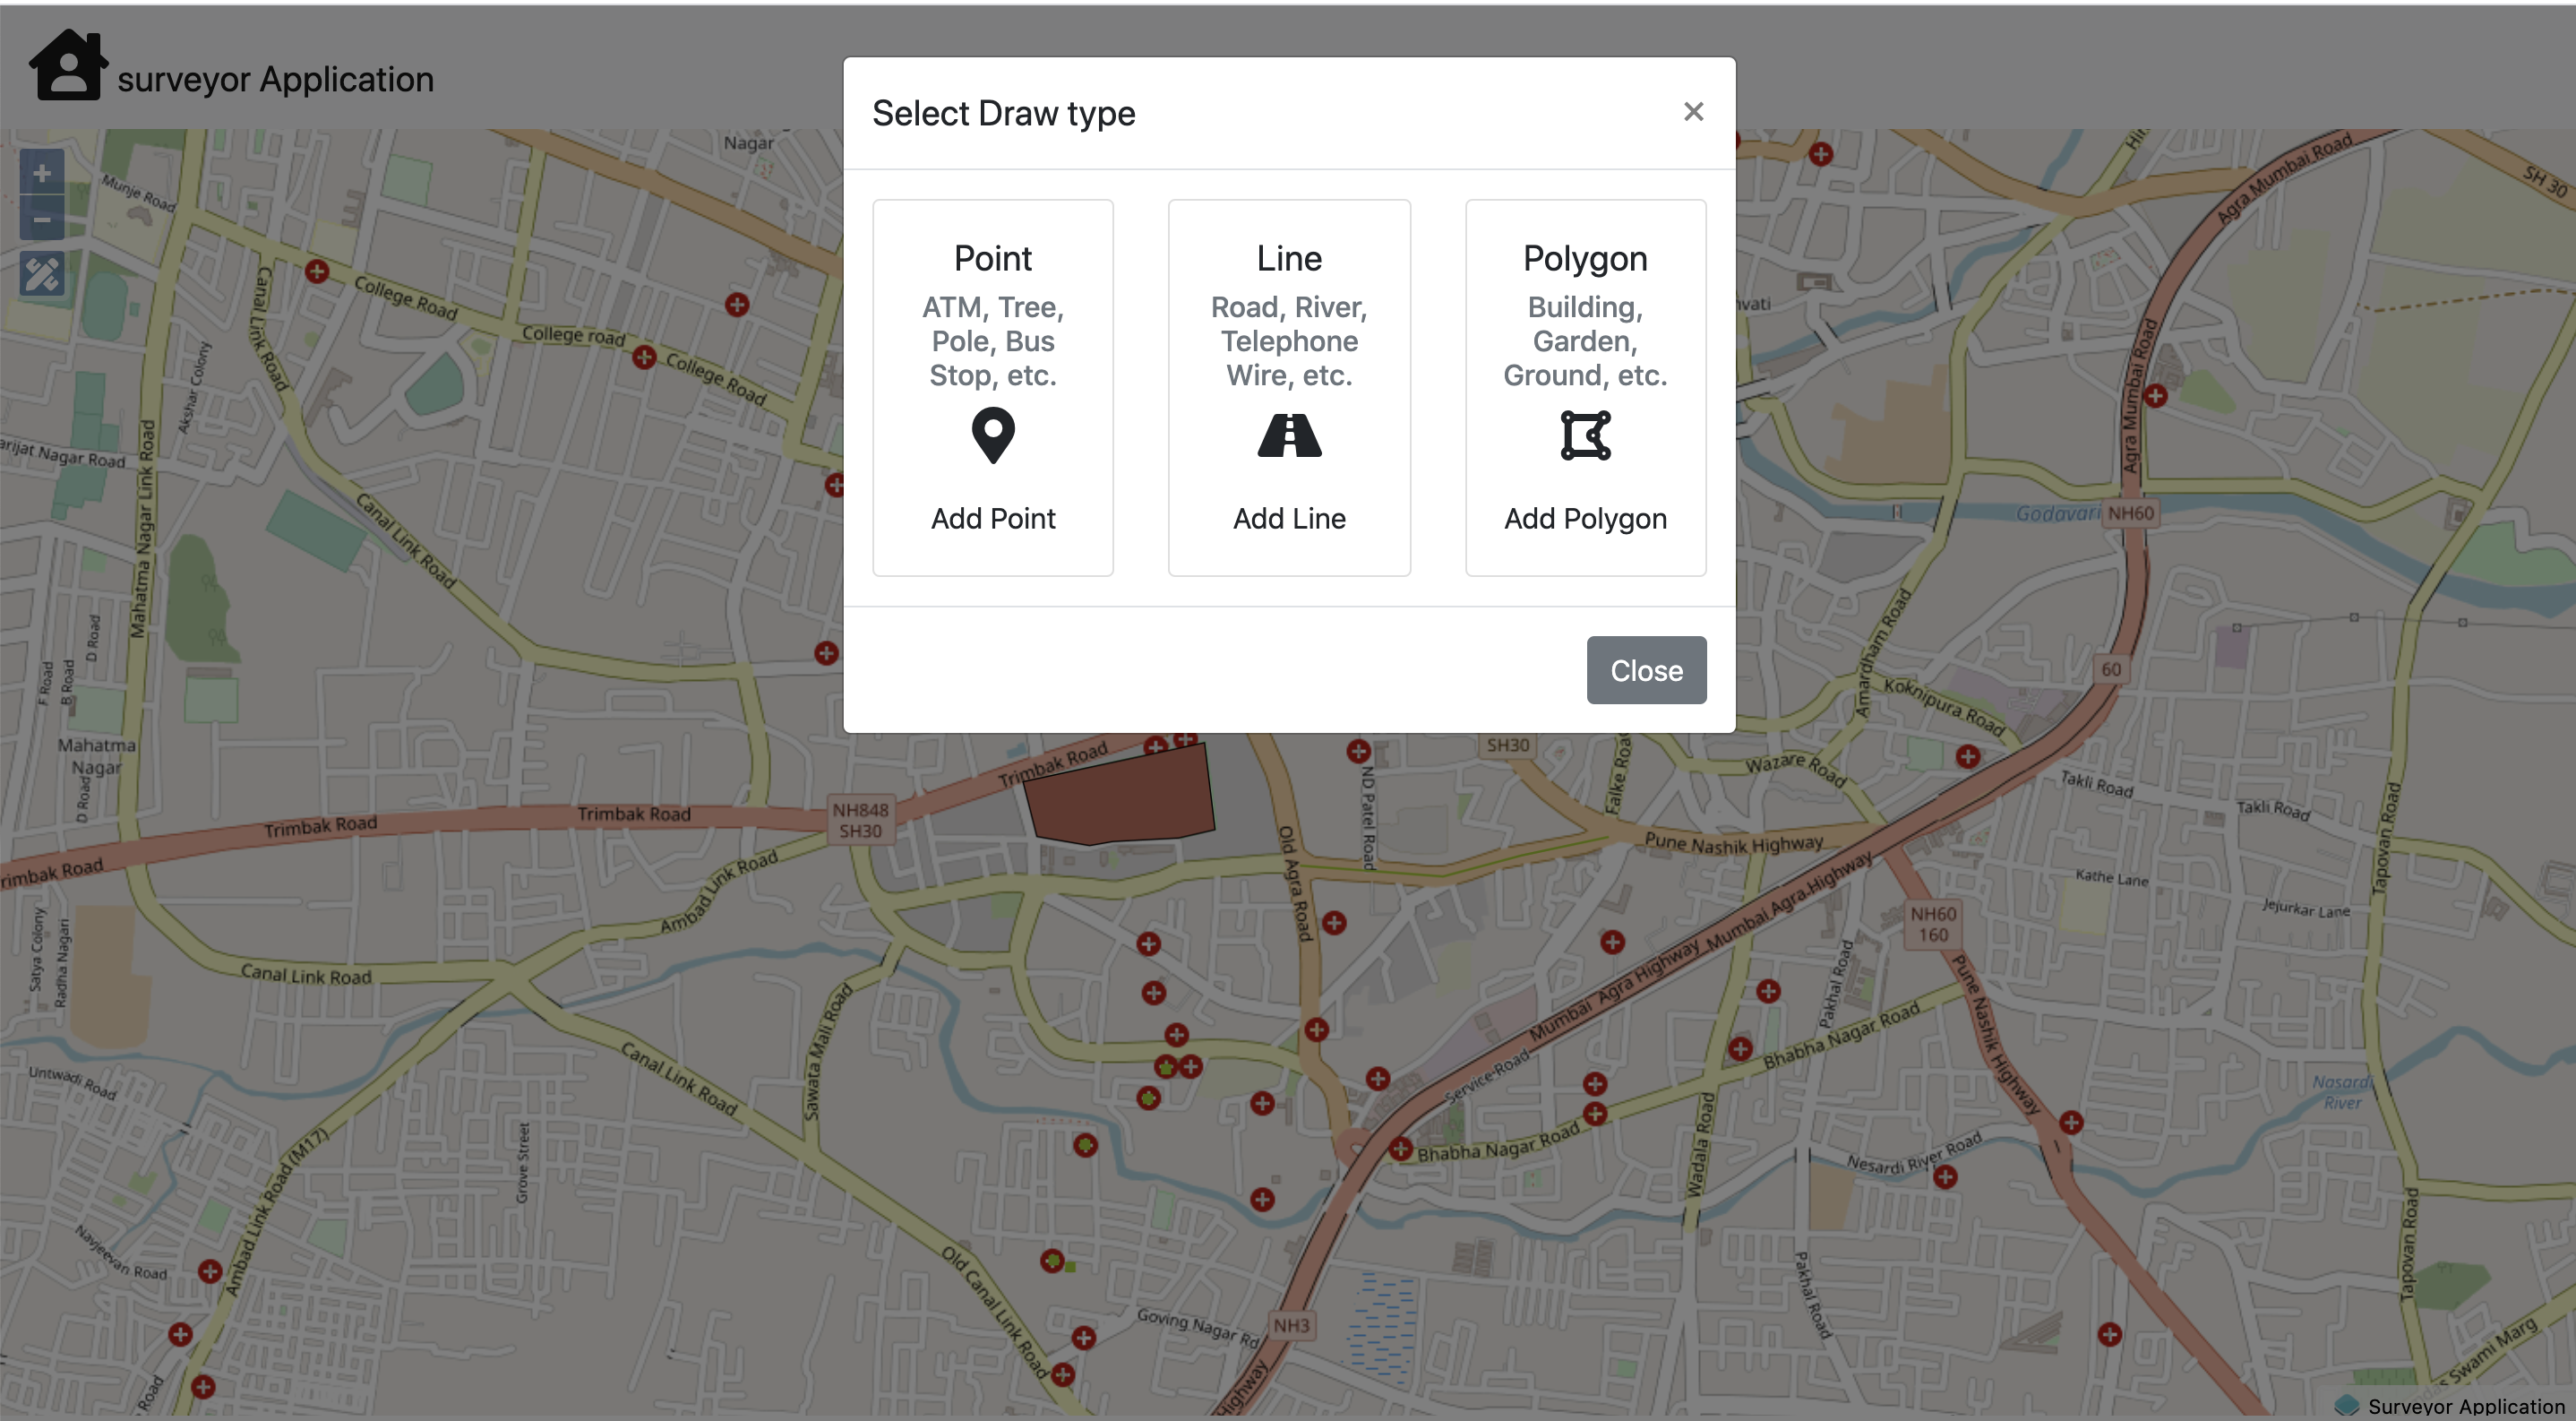 surveyor Application
Select Draw type
×
Point
ATM, Tree,
Pole, Bus
Stop, etc.
Add Point
Line
Road, River,
Telephone
Wire, etc.
Add Line
Polygon
Building,
Garden,
Ground, etc.
Add Polygon
Close
+
−
Nagar
Munje Road
College Road
College road
College Road
Canal Link Road
Akshar Colony
arijat Nagar Road
Mahatma Nagar Link Road
Canal Link Road
D Road
F Road
B Road
Mahatma
Nagar
D Road
Trimbak Road
Trimbak Road
rimbak Road
NH848
SH30
Trimbak Road
Ambad Link Road
Satya Colony
Radha Nagari
Canal Link Road
Untwadi Road
Canal Link Road
Sawata Mali Road
Grove Street
Ambad Link Road (M17)
Navjeevan Road
Road
Old Canal Link Road
Goving Nagar Rd
Highway
NH3
Old Agra Road
ND Patel Road
SH30
Falke Road
Pune Nashik Highway
Wazare Road
Koknipura Road
Amardham Road
hvati
Godavari
NH60
Agra Mumbai Road
Agra Mumbai Road
SH 30
60
Takli Road
Takli Road
Tapovan Road
Kathe Lane
Jejurkar Lane
NH60
160
Mumbai Agra Highway
Mumbai Agra Highway
Service Road
Pakhal Road
Bhabha Nagar Road
Bhabha Nagar Road
Pune Nashik Highway
Wadala Road
Nesardi River Road
Nasardi
River
Pakhal Road
Tapovan Road
das Swami Marg
Surveyor Application